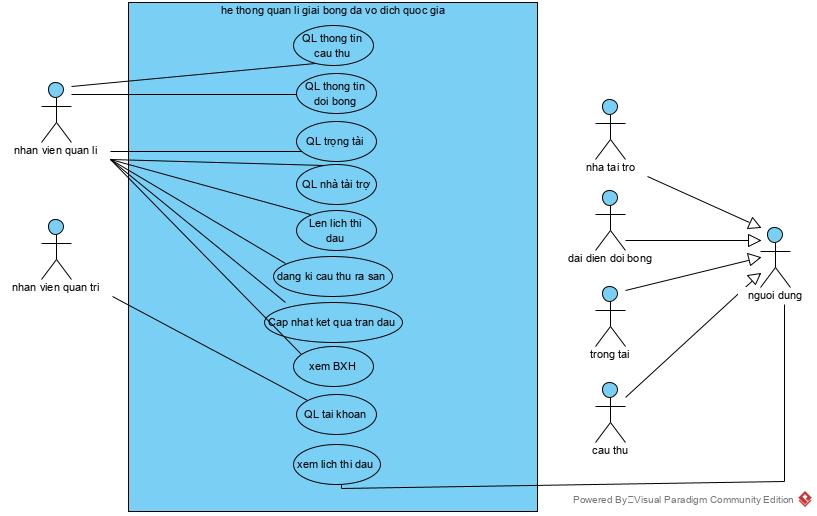 he thong quan li giai bong da vo dich quoc gia
QL thong tin
cau thu
QL thong tin
doi bong
nhan vien quan li
QL trọng tài
QL nhà tài trợ
Len lich thi
dau
nhan vien quan tri
dang ki cau thu ra san
Cap nhat ket qua tran dau
xem BXH
QL tai khoan
xem lich thi dau
nha tai tro
dai dien doi bong
nguoi dung
trong tai
cau thu
Powered By Visual Paradigm Community Edition